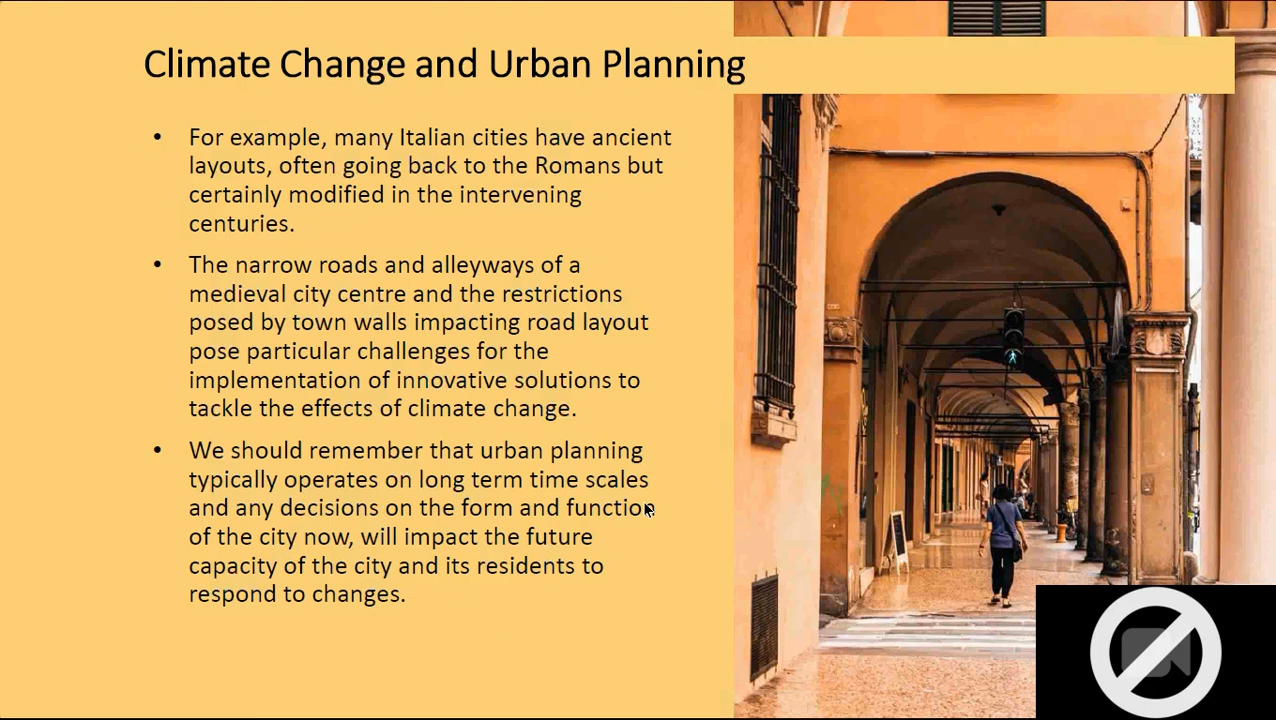 Climate Change and Urban Planning
• For example, many Italian cities have ancient
layouts, often going back to the Romans but
certainly modified in the intervening
centuries.
• The narrow roads and alleyways of a
medieval city centre and the restrictions
posed by town walls impacting road layout
pose particular challenges for the
implementation of innovative solutions to
tackle the effects of climate change.
• We should remember that urban planning
typically operates on long term time scales
and any decisions on the form and function
of the city now, will impact the future
capacity of the city and its residents to
respond to changes.